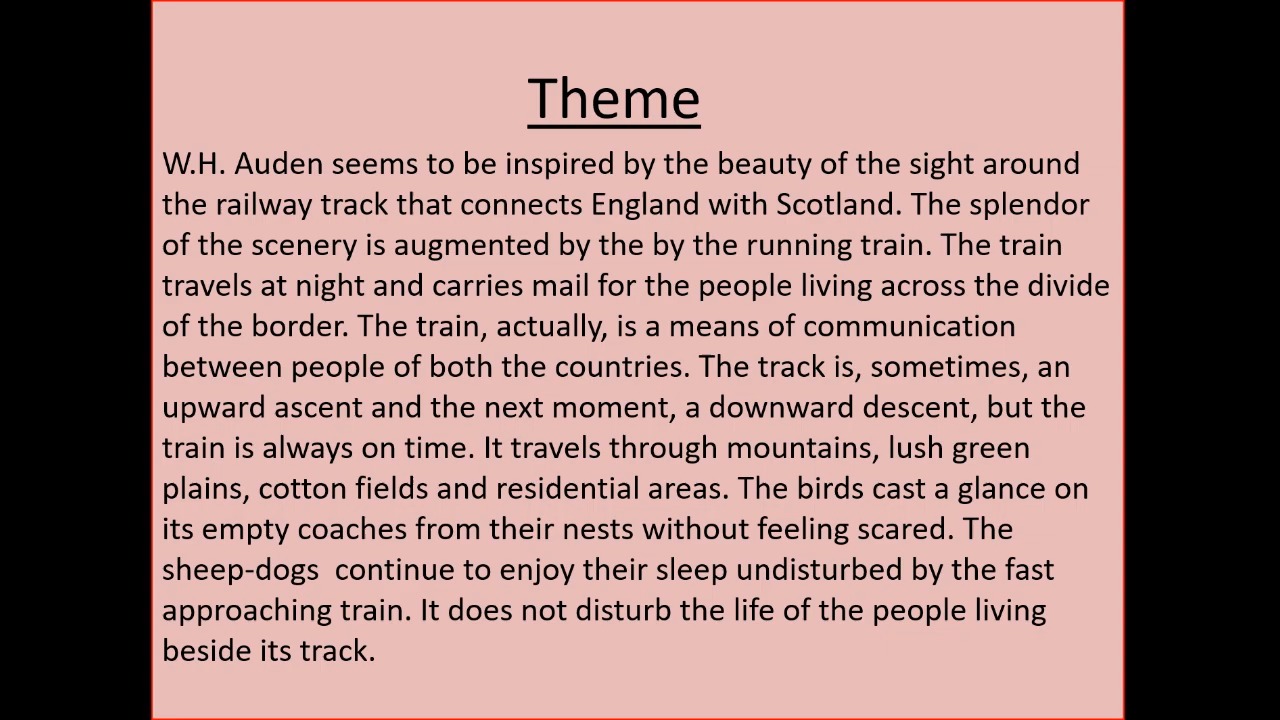 Theme
W.H. Auden seems to be inspired by the beauty of the sight around
the railway track that connects England with Scotland. The splendor
of the scenery is augmented by the by the running train. The train
travels at night and carries mail for the people living across the divide
of the border. The train, actually, is a means of communication
between people of both the countries. The track is, sometimes, an
upward ascent and the next moment, a downward descent, but the
train is always on time. It travels through mountains, lush green
plains, cotton fields and residential areas. The birds cast a glance on
its empty coaches from their nests without feeling scared. The
sheep-dogs  continue to enjoy their sleep undisturbed by the fast
approaching train. It does not disturb the life of the people living
beside its track.